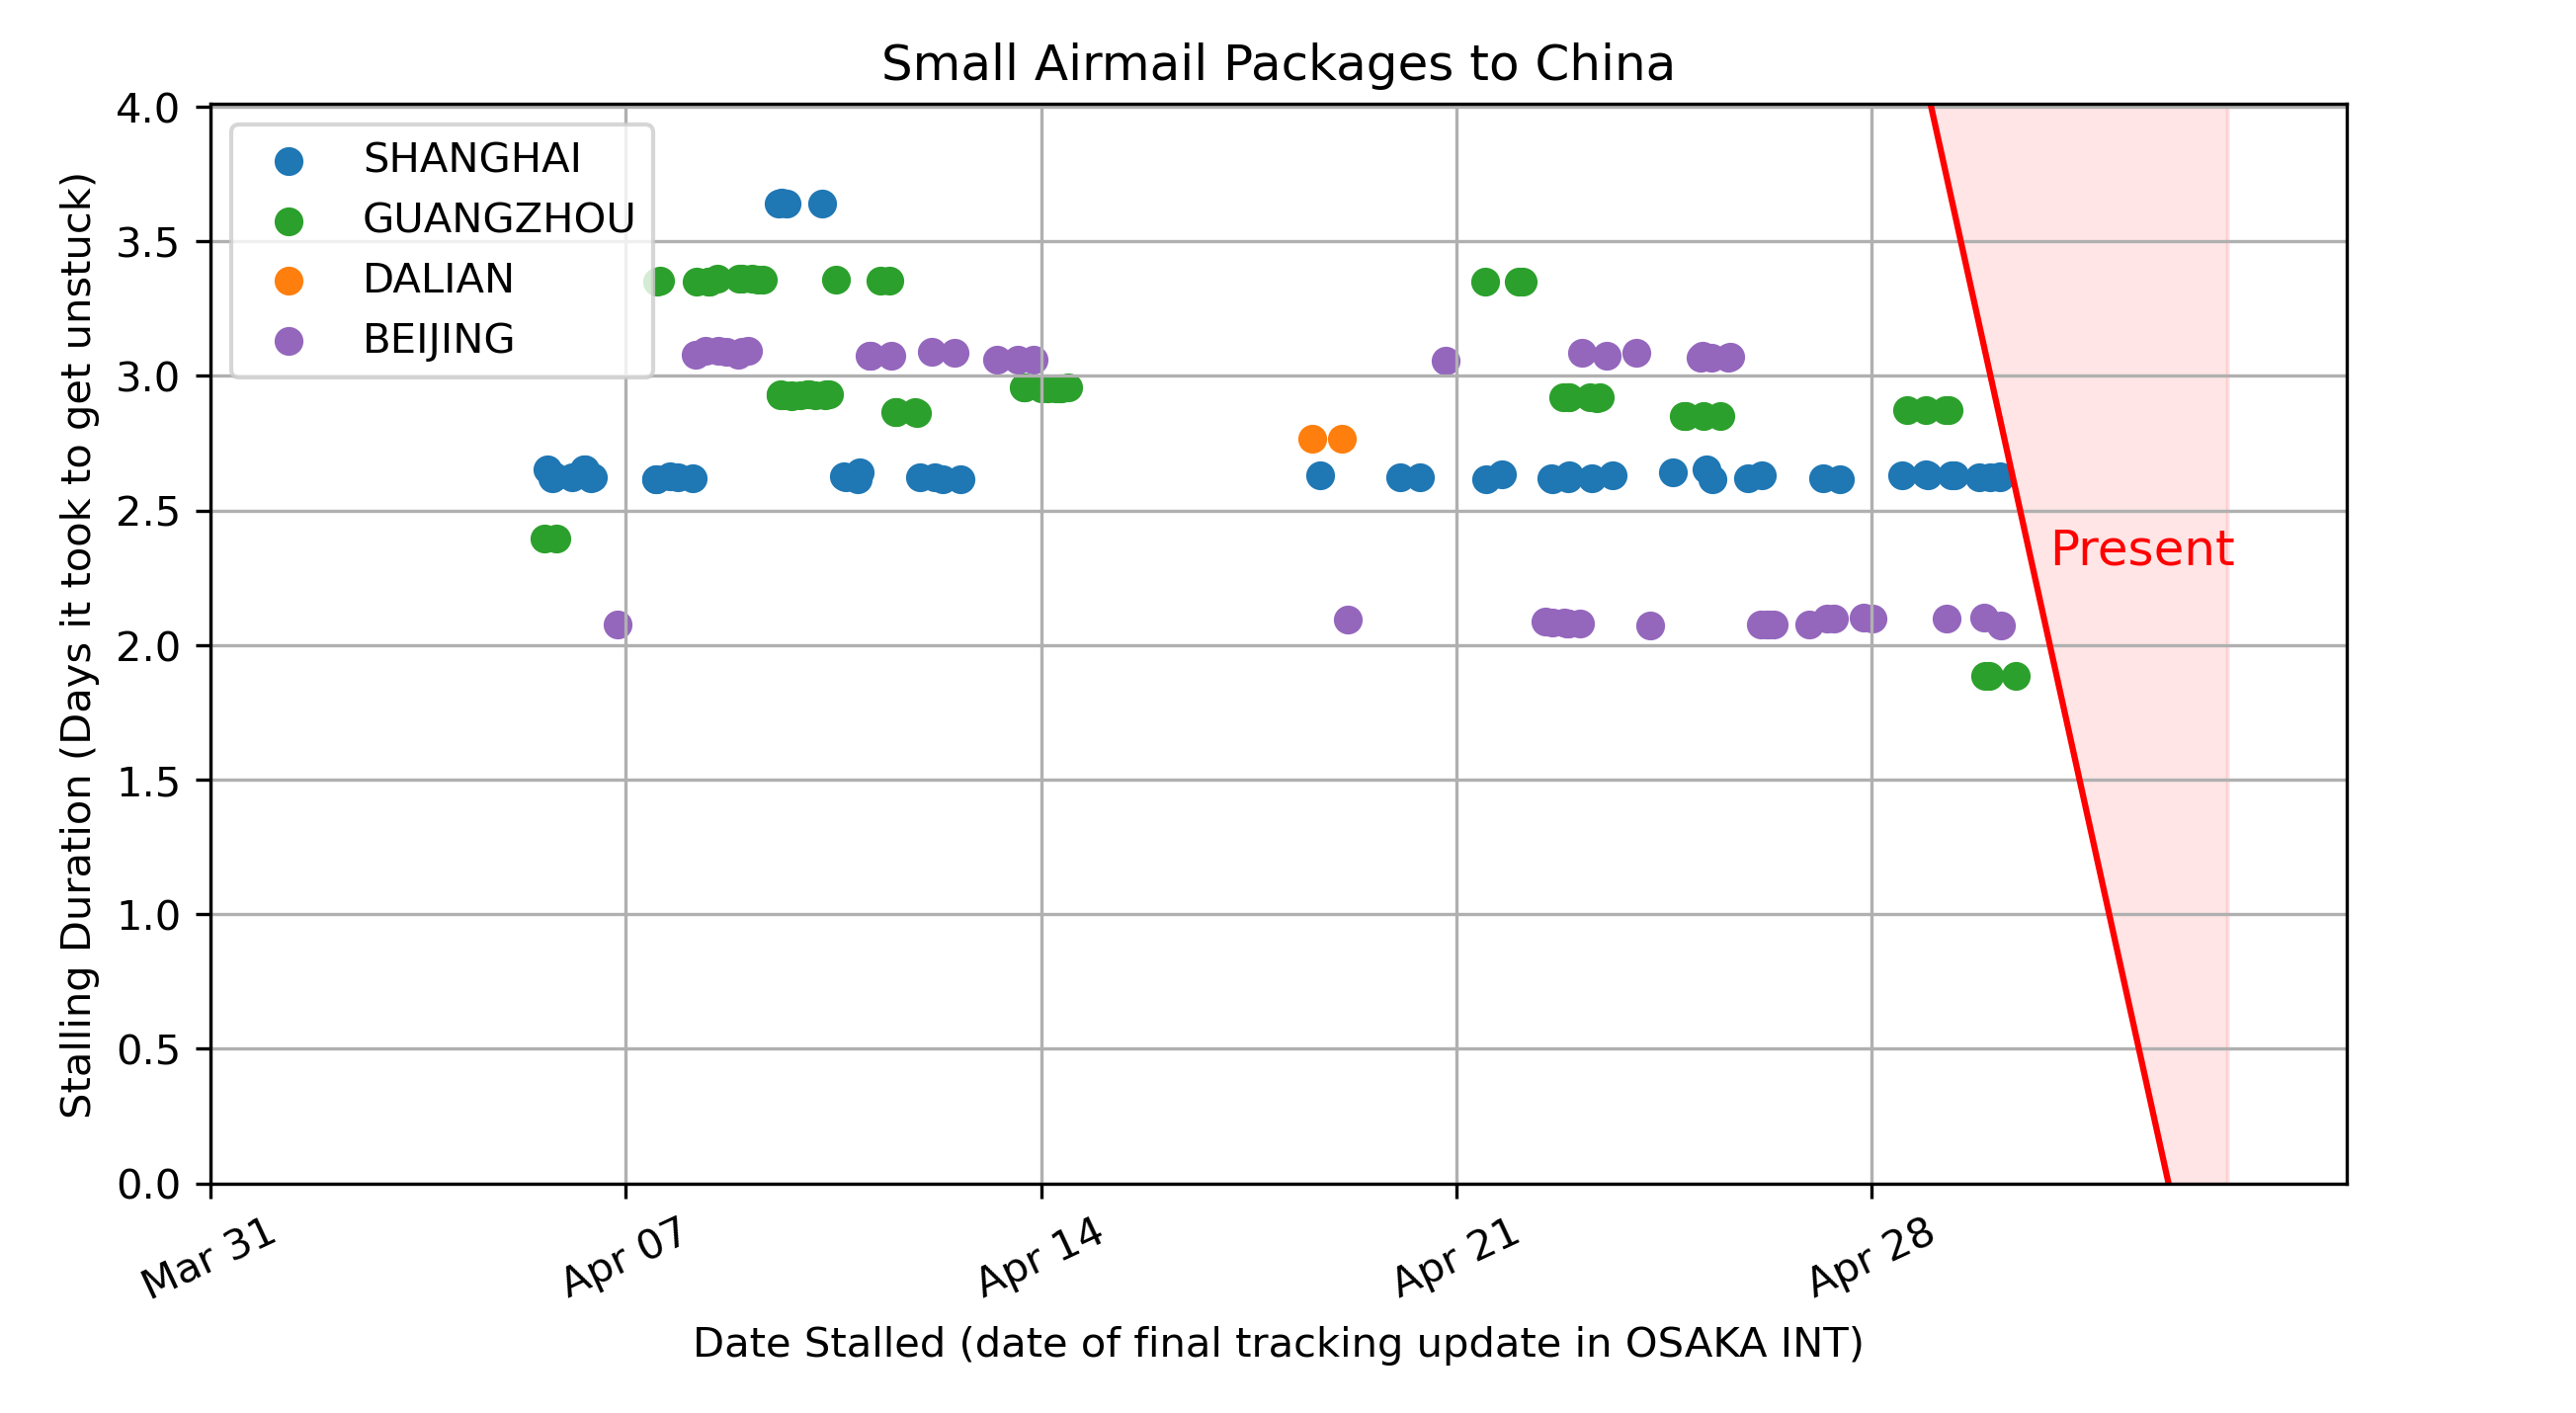 Small Airmail Packages to China
Stalling Duration (Days it took to get unstuck)
4.0
3.5
3.0
2.5
2.0
1.5
1.0
0.5
0.0
SHANGHAI
GUANGZHOU
DALIAN
BEIJING
Present
Mar 31
Apr 07
Apr 14
Apr 21
Apr 28
Date Stalled (date of final tracking update in OSAKA INT)